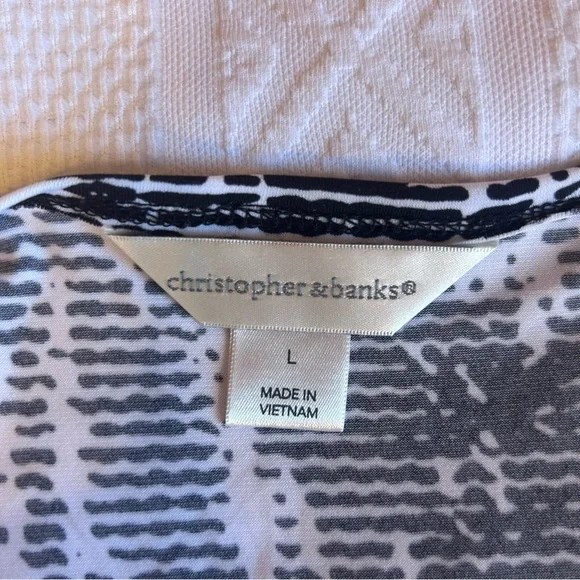 christopher & banks®
L
MADE IN
VIETNAM